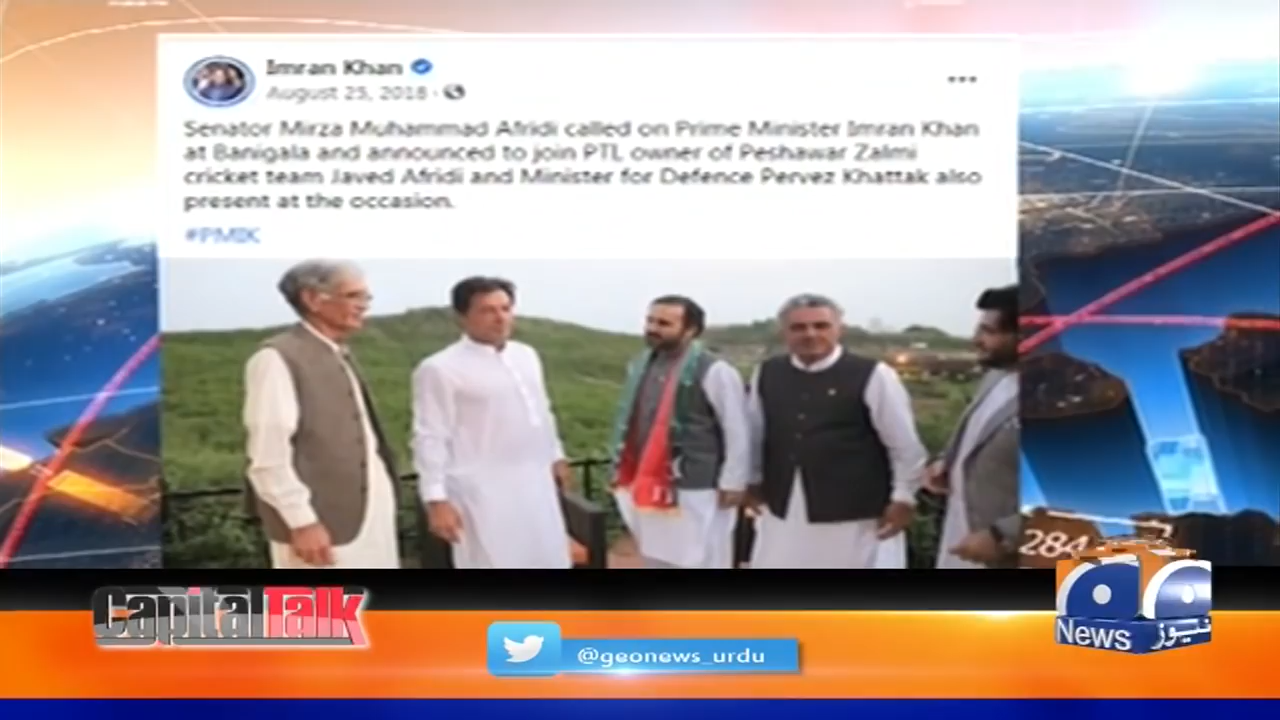 Imran Khan
August 25, 2018 ·
Senator Mirza Muhammad Afridi called on Prime Minister Imran Khan
at Banigala and announced to join PTI, owner of Peshawar Zalmi
cricket team Javed Afridi and Minister for Defence Pervez Khattak also
present at the occasion.
#PMIK
284
Capital Talk
@geonews_urdu
News نیوز